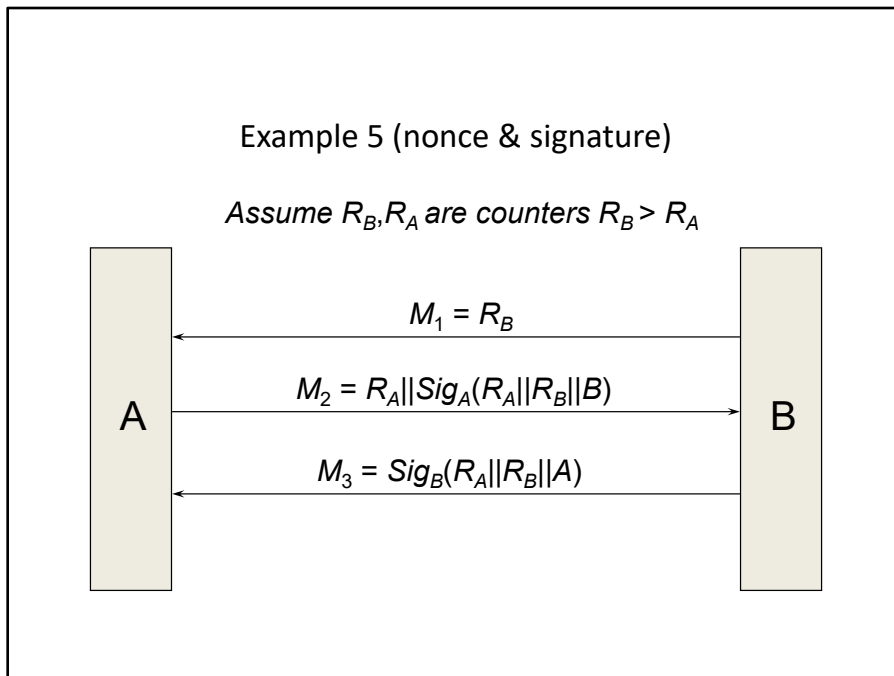 Example 5 (nonce & signature)
Assume R_B,R_A are counters R_B > R_A
M_1 = R_B
M_2 = R_A||Sig_A(R_A||R_B||B)
A
B
M_3 = Sig_B(R_A||R_B||A)